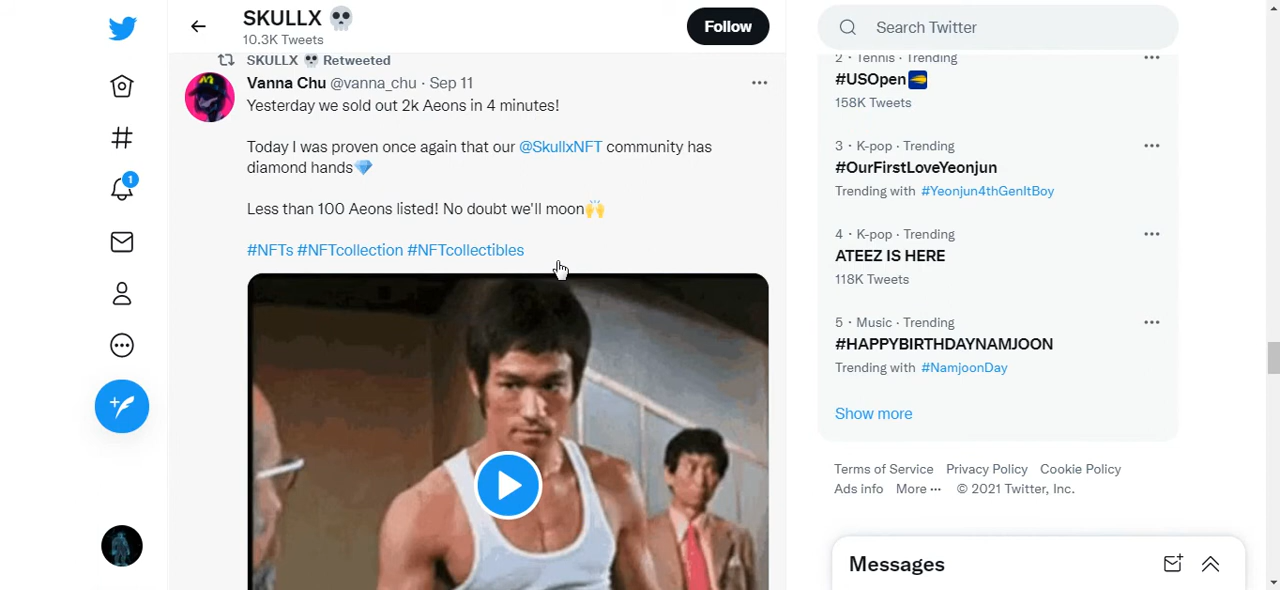 SKULLX 💀
10.3K Tweets
Follow
SKULLX 💀 Retweeted
Vanna Chu @vanna_chu · Sep 11
Yesterday we sold out 2k Aeons in 4 minutes!
Today I was proven once again that our @SkullxNFT community has
diamond hands💎
Less than 100 Aeons listed! No doubt we'll moon🙌
#NFTs #NFTcollection #NFTcollectibles
1
Search Twitter
2 · Tennis · Trending
#USOpen
158K Tweets
3 · K-pop · Trending
#OurFirstLoveYeonjun
Trending with #Yeonjun4thGenItBoy
4 · K-pop · Trending
ATEEZ IS HERE
118K Tweets
5 · Music · Trending
#HAPPYBIRTHDAYNAMJOON
Trending with #NamjoonDay
Show more
Terms of Service Privacy Policy Cookie Policy
Ads info More ··· © 2021 Twitter, Inc.
Messages